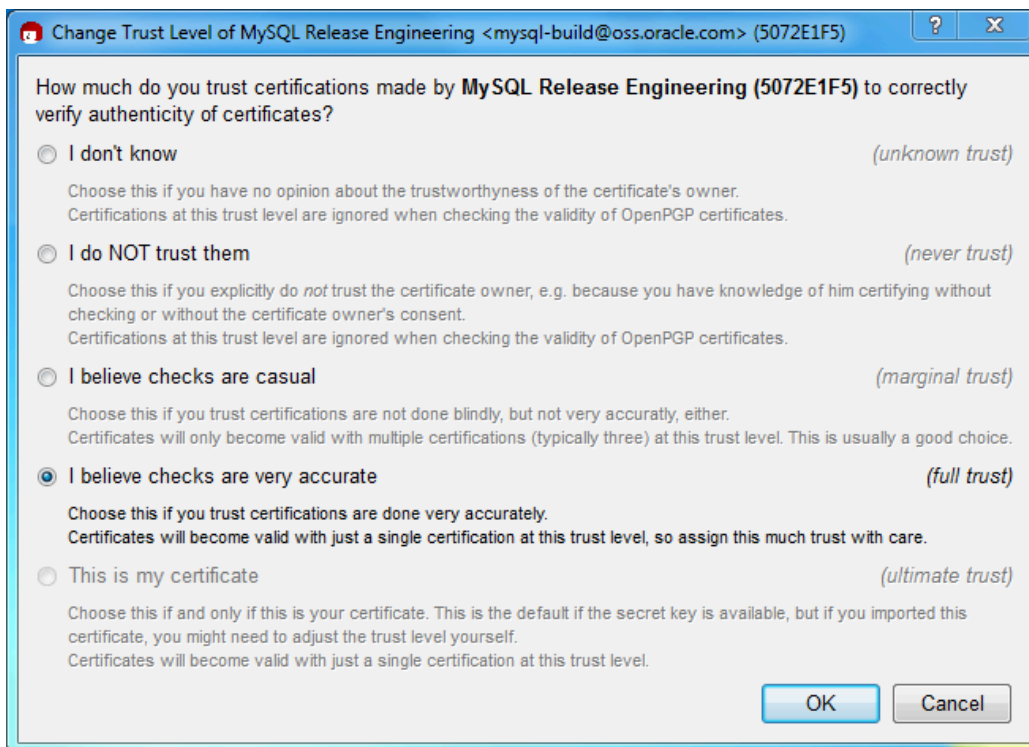 Change Trust Level of MySQL Release Engineering <mysql-build@oss.oracle.com> (5072E1F5)
?
X
How much do you trust certifications made by MySQL Release Engineering (5072E1F5) to correctly
verify authenticity of certificates?
I don't know (unknown trust)
Choose this if you have no opinion about the trustworthyness of the certificate's owner.
Certifications at this trust level are ignored when checking the validity of OpenPGP certificates.
I do NOT trust them (never trust)
Choose this if you explicitly do not trust the certificate owner, e.g. because you have knowledge of him certifying without
checking or without the certificate owner's consent.
Certifications at this trust level are ignored when checking the validity of OpenPGP certificates.
I believe checks are casual (marginal trust)
Choose this if you trust certifications are not done blindly, but not very accuratly, either.
Certificates will only become valid with multiple certifications (typically three) at this trust level. This is usually a good choice.
I believe checks are very accurate (full trust)
Choose this if you trust certifications are done very accurately.
Certificates will become valid with just a single certification at this trust level, so assign this much trust with care.
This is my certificate (ultimate trust)
Choose this if and only if this is your certificate. This is the default if the secret key is available, but if you imported this
certificate, you might need to adjust the trust level yourself.
Certificates will become valid with just a single certification at this trust level.
OK Cancel